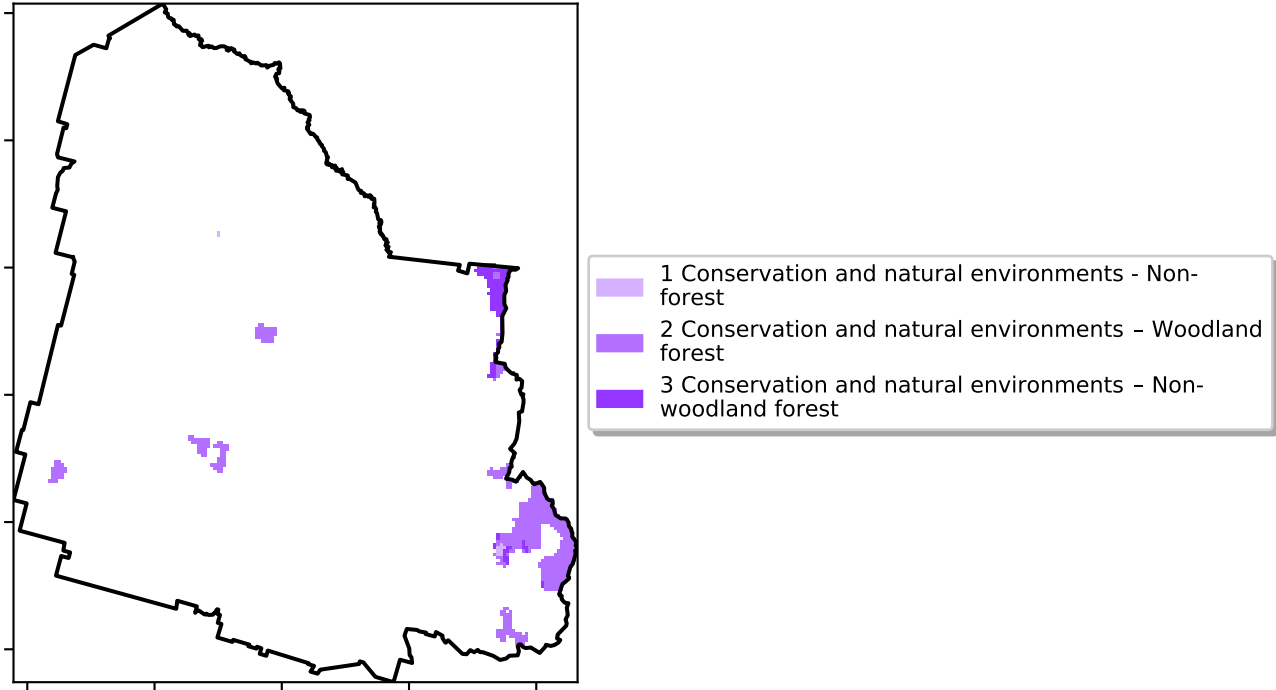 1 Conservation and natural environments - Non-
forest
2 Conservation and natural environments – Woodland
forest
3 Conservation and natural environments – Non-
woodland forest